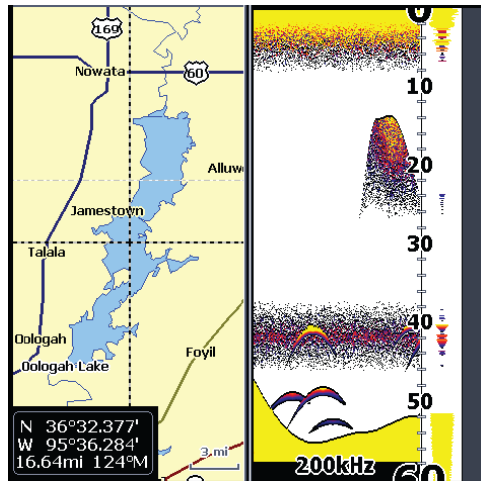 169
Nowata
60
Alluw
Jamestown
Talala
Oologah
Oologah Lake
Foyil
N 36°32.377'
W 95°36.284'
16.64mi 124°M
3 mi
0
10
20
30
40
50
60
200kHz